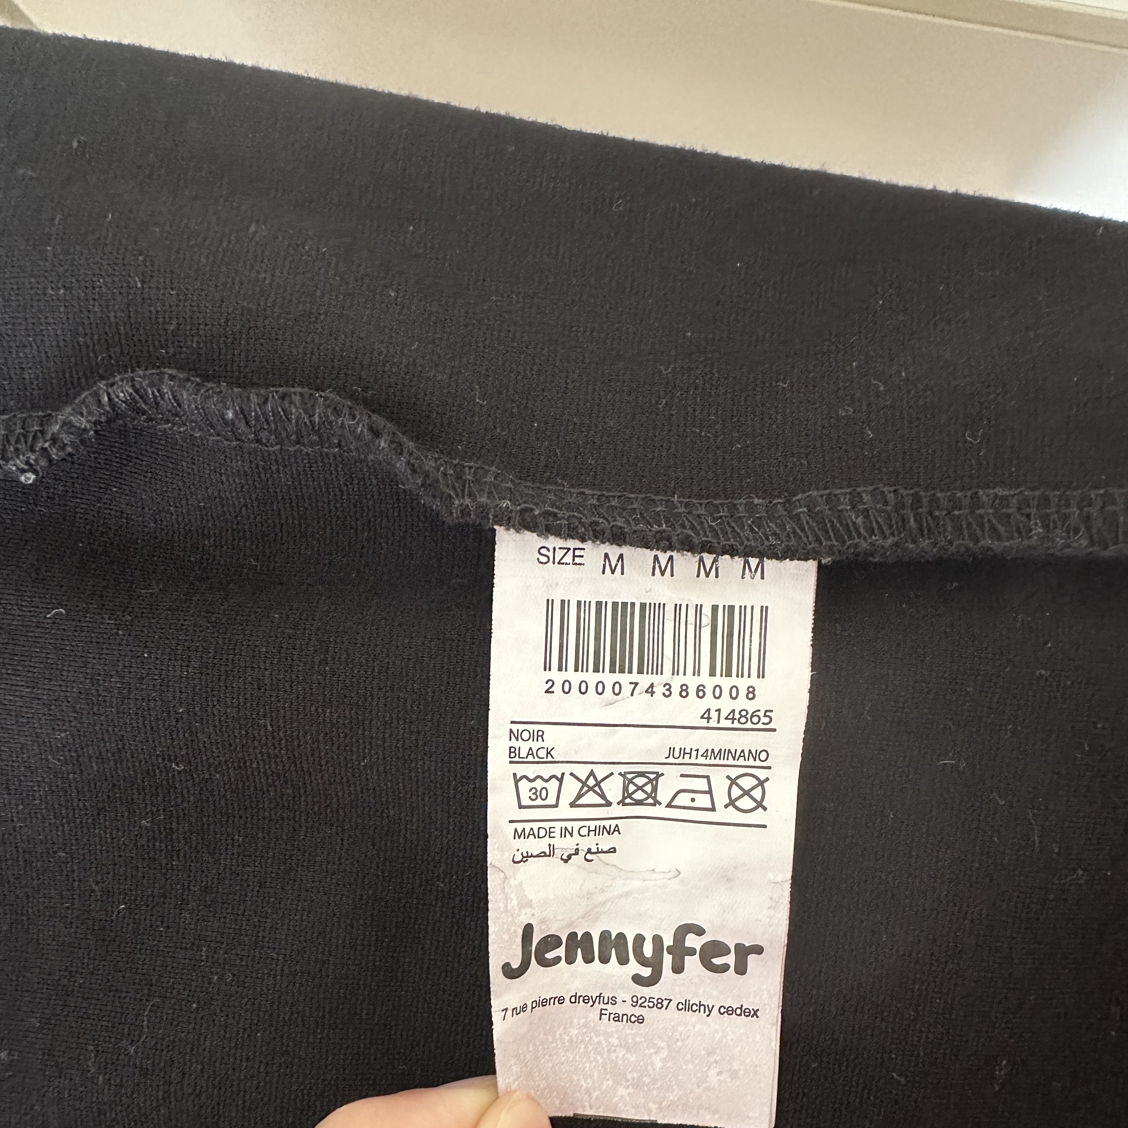 SIZE M M M M
2000074386008
414865
NOIR
BLACK JUH14MINANO
30
MADE IN CHINA
صنع في الصين
Jennyfer
7 rue pierre dreyfus - 92587 clichy cedex
France